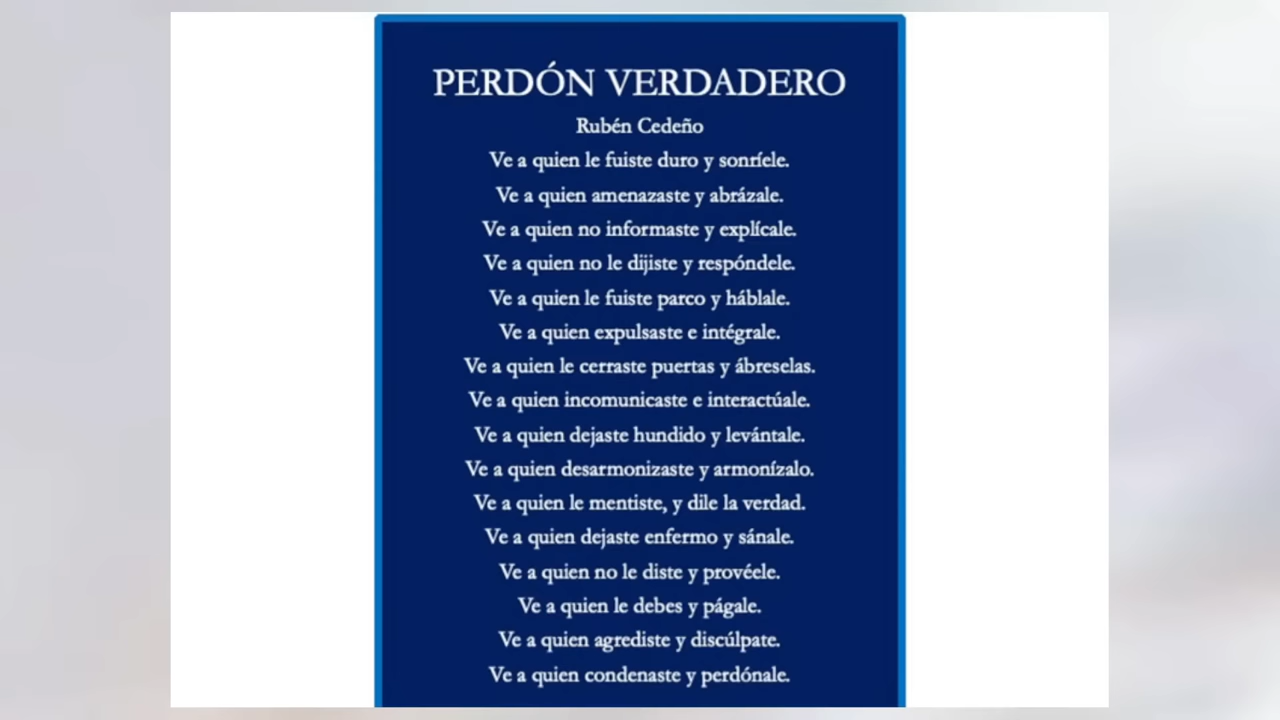 PERDÓN VERDADERO
Rubén Cedeño
Ve a quien le fuiste duro y sonríele.
Ve a quien amenazaste y abrázale.
Ve a quien no informaste y explícale.
Ve a quien no le dijiste y respóndele.
Ve a quien le fuiste parco y háblale.
Ve a quien expulsaste e intégrale.
Ve a quien le cerraste puertas y ábreselas.
Ve a quien incomunicaste e interactúale.
Ve a quien dejaste hundido y levántale.
Ve a quien desarmonizaste y armonízalo.
Ve a quien le mentiste, y dile la verdad.
Ve a quien dejaste enfermo y sánale.
Ve a quien no le diste y provéele.
Ve a quien le debes y págale.
Ve a quien agrediste y discúlpate.
Ve a quien condenaste y perdónale.